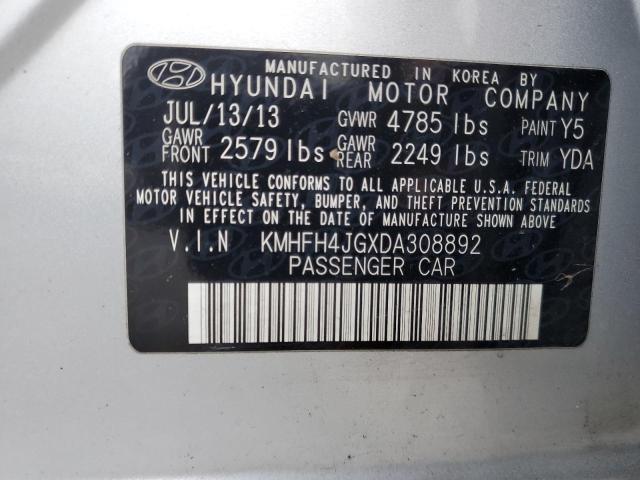 MANUFACTURED IN KOREA BY
HYUNDAI MOTOR COMPANY
JUL/13/13 GVWR 4785 lbs PAINT Y5
GAWR FRONT 2579 lbs GAWR REAR 2249 lbs TRIM YDA
THIS VEHICLE CONFORMS TO ALL APPLICABLE U.S.A. FEDERAL
MOTOR VEHICLE SAFETY, BUMPER, AND THEFT PREVENTION STANDARDS
IN EFFECT ON THE DATE OF MANUFACTURE SHOWN ABOVE.
V.I.N KMHFH4JGXDA308892
PASSENGER CAR